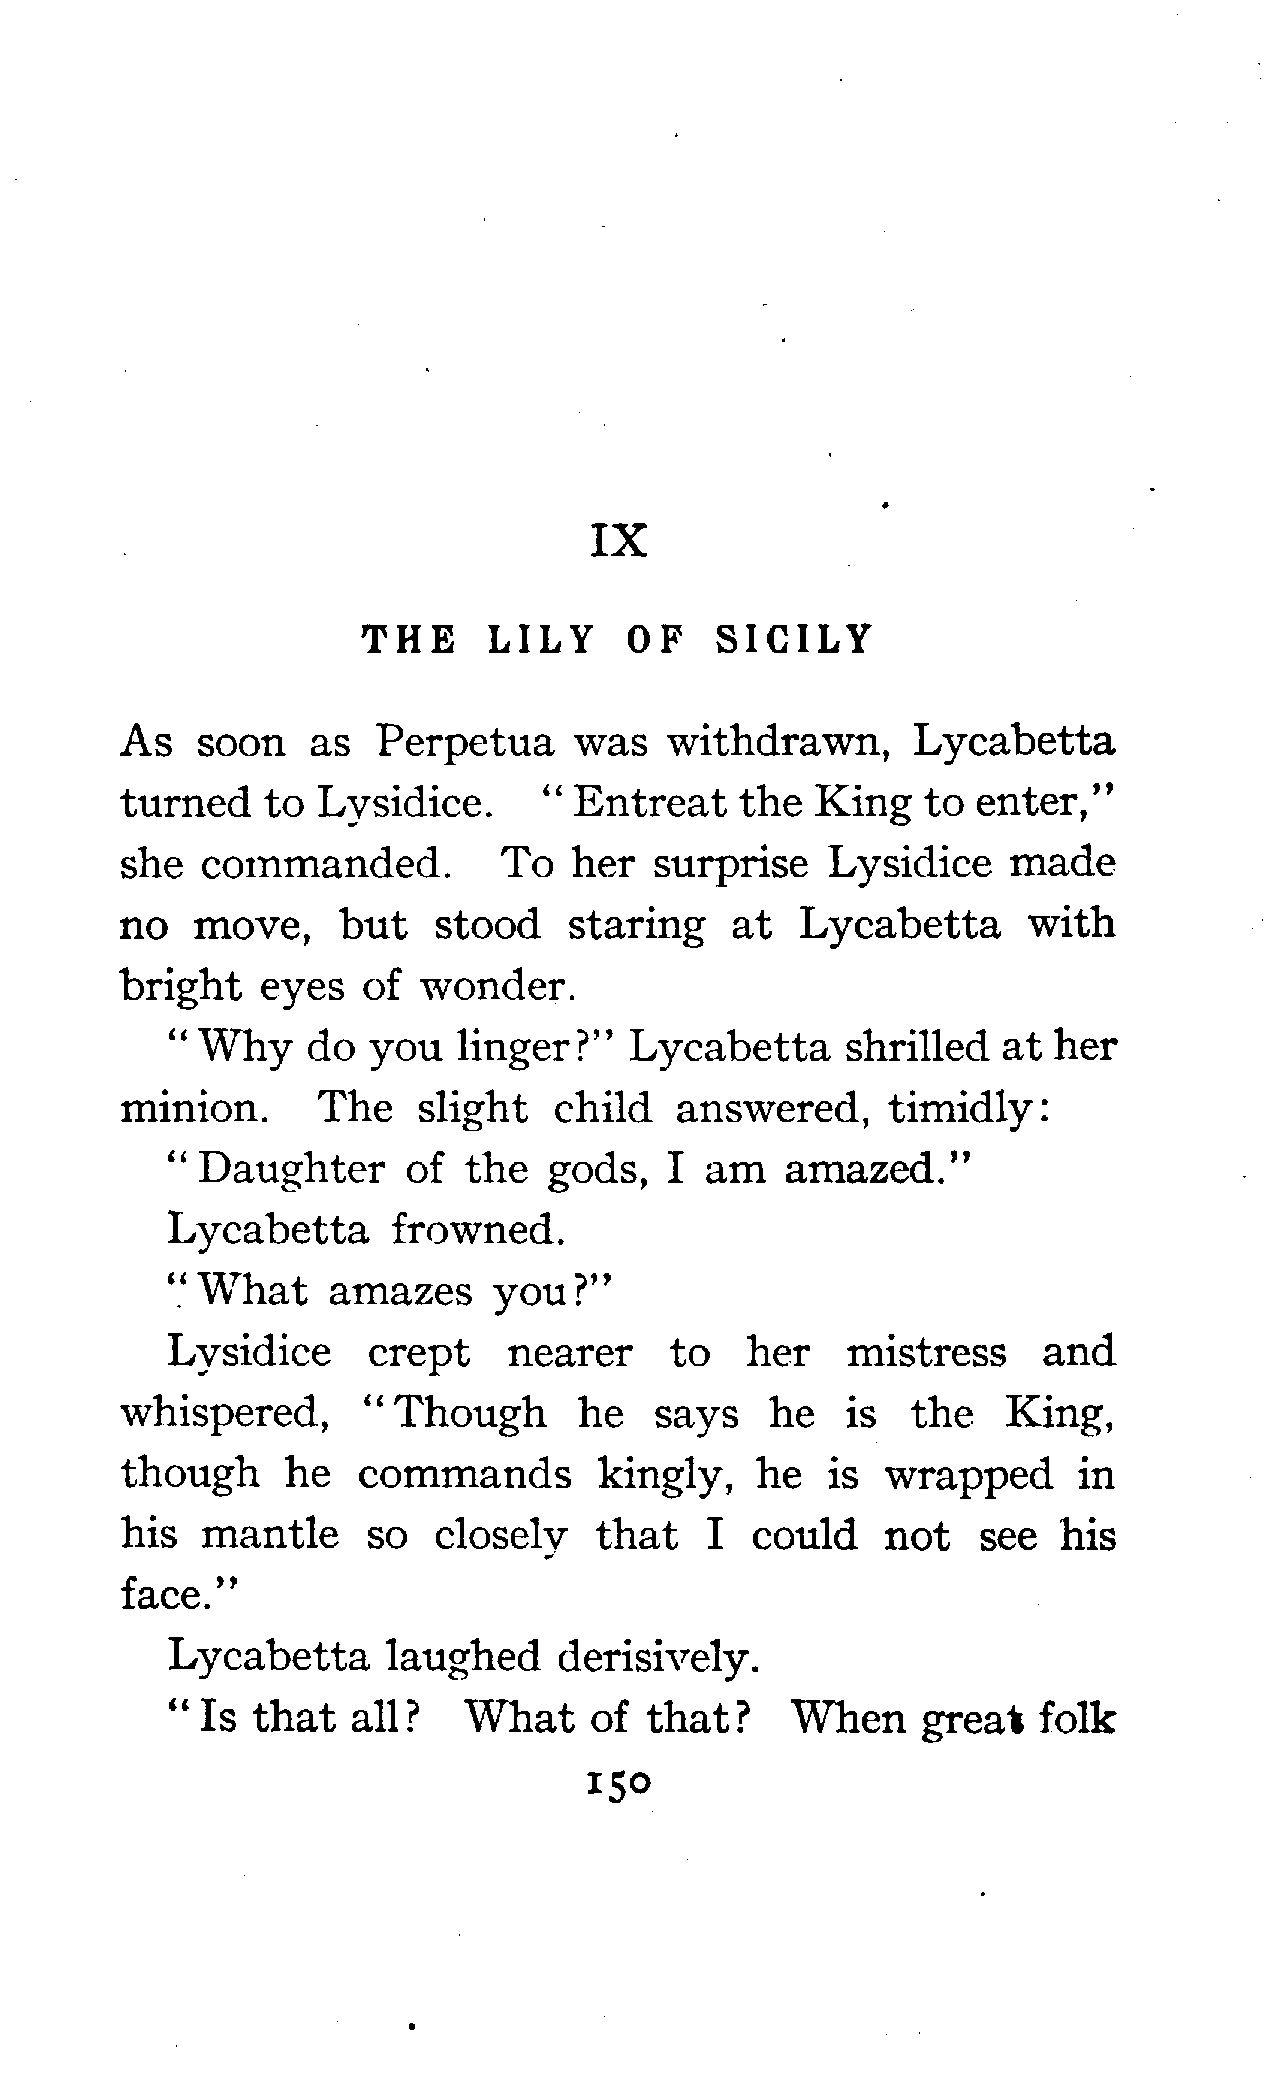 IX
THE LILY OF SICILY
As soon as Perpetua was withdrawn, Lycabetta
turned to Lysidice. "Entreat the King to enter,"
she commanded. To her surprise Lysidice made
no move, but stood staring at Lycabetta with
bright eyes of wonder.
"Why do you linger?" Lycabetta shrilled at her
minion. The slight child answered, timidly:
"Daughter of the gods, I am amazed."
Lycabetta frowned.
"What amazes you?"
Lysidice crept nearer to her mistress and
whispered, "Though he says he is the King,
though he commands kingly, he is wrapped in
his mantle so closely that I could not see his
face."
Lycabetta laughed derisively.
"Is that all? What of that? When great folk
150